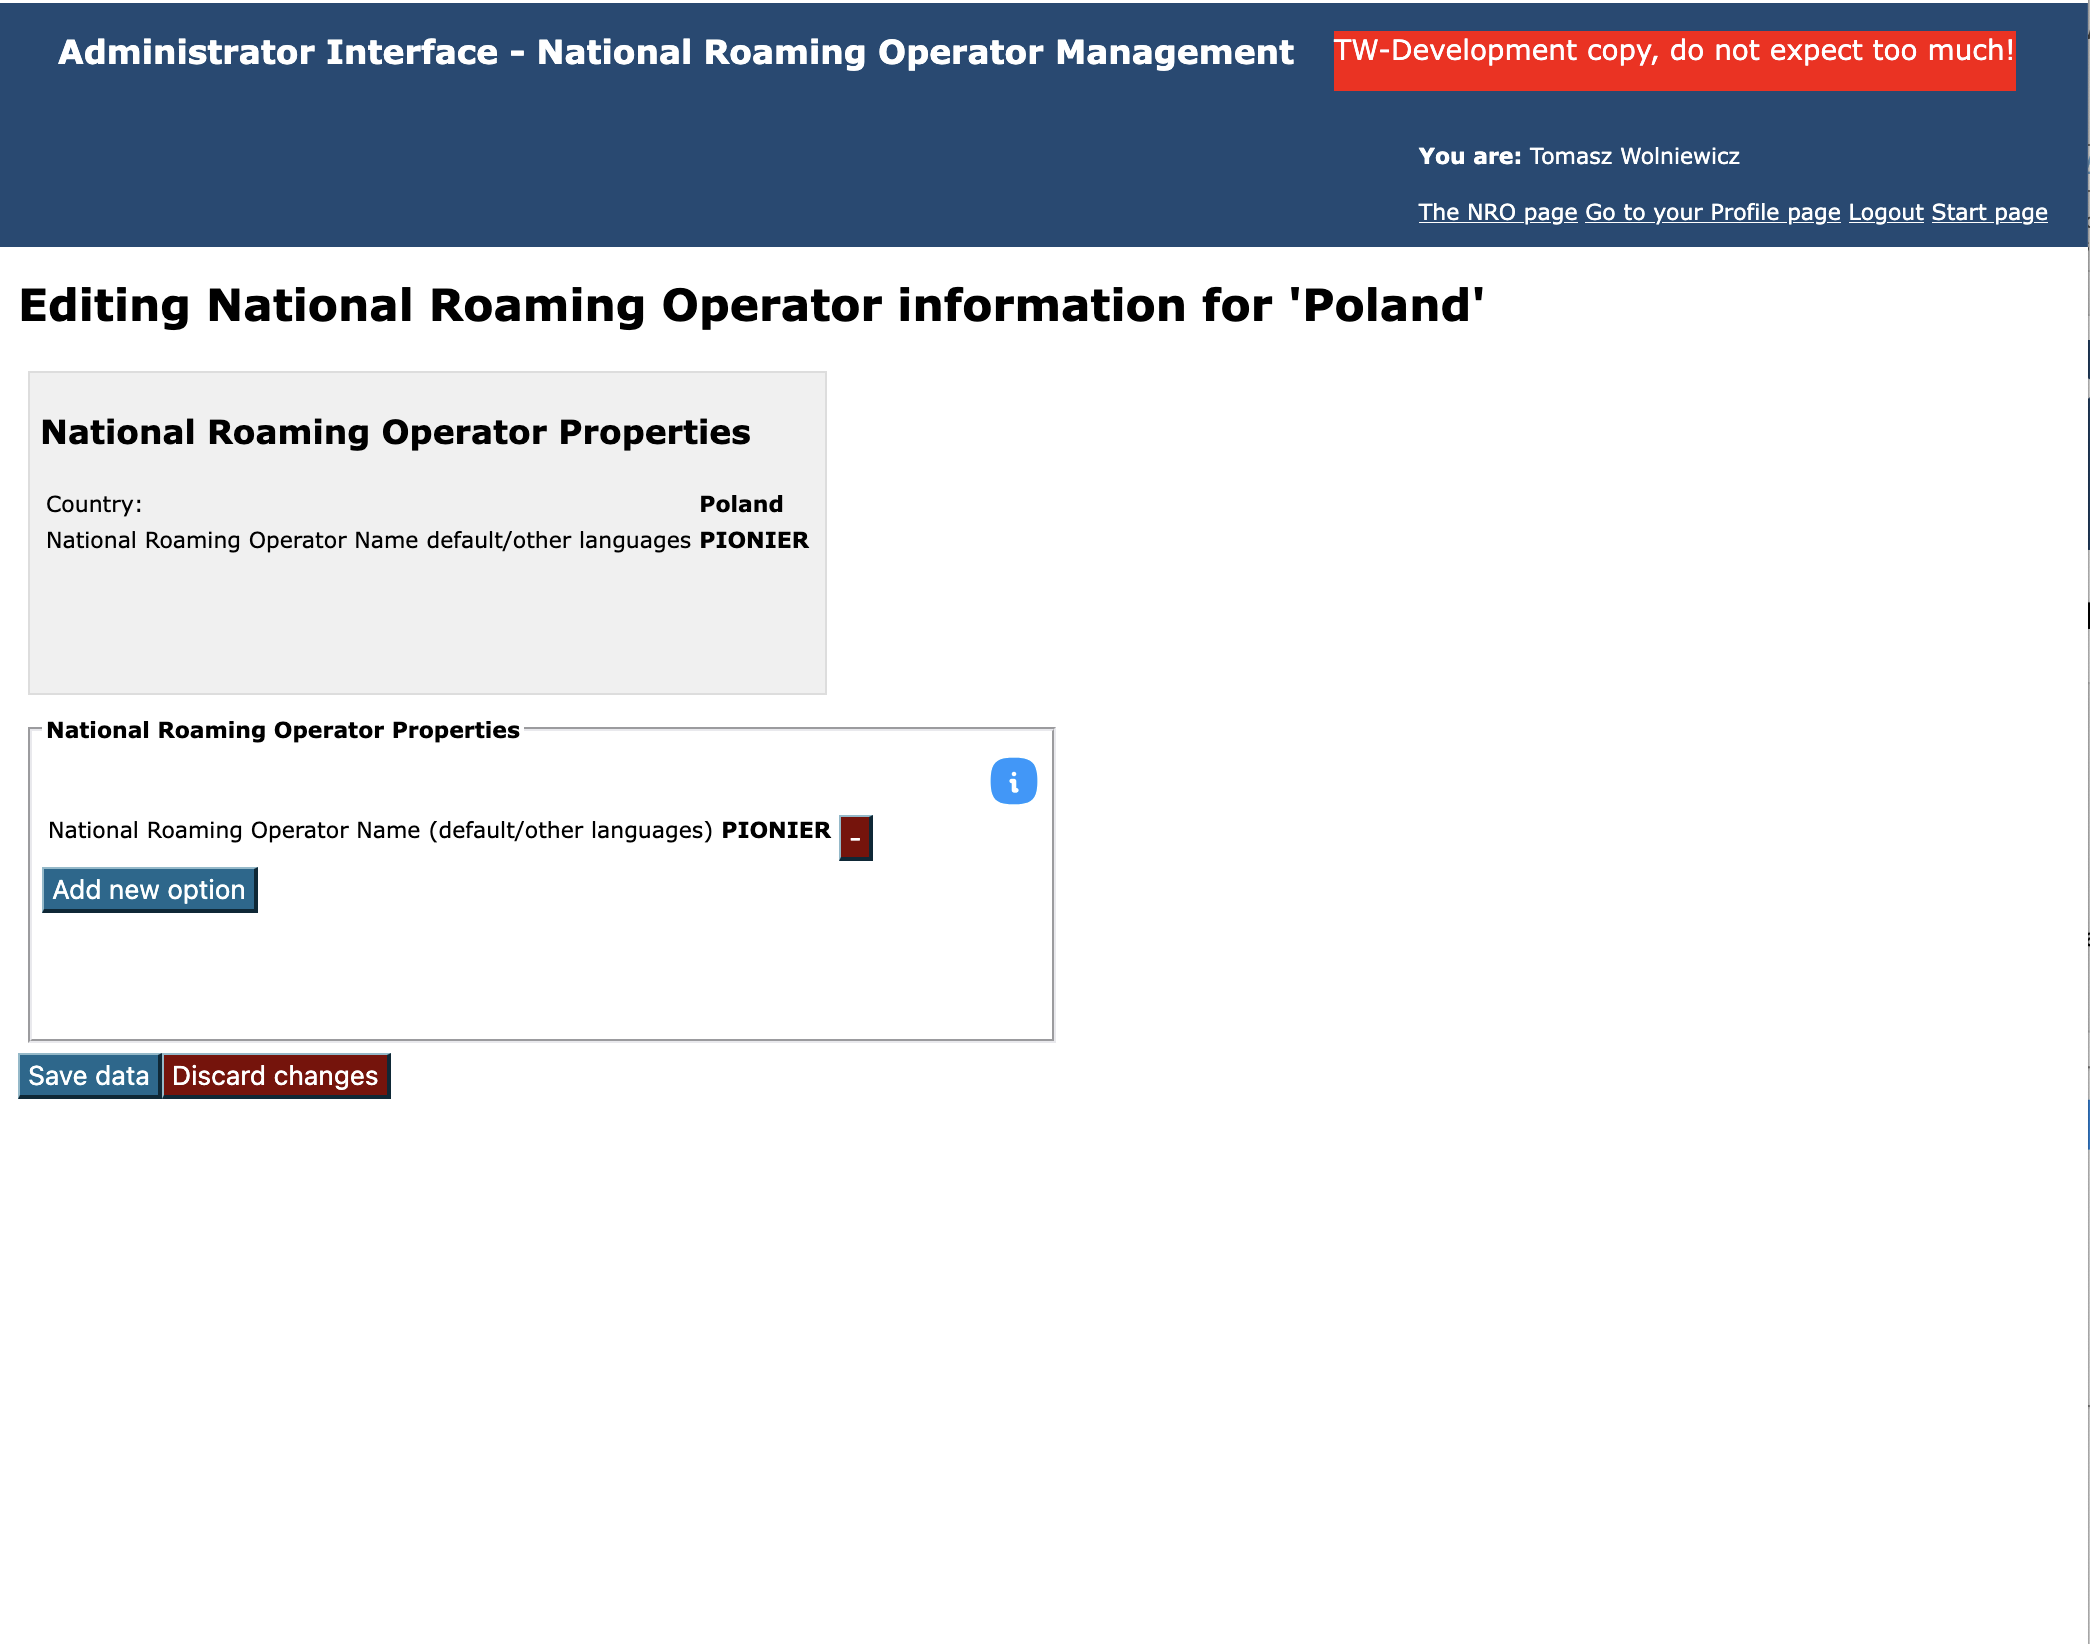 Administrator Interface - National Roaming Operator Management
TW-Development copy, do not expect too much!
You are: Tomasz Wolniewicz
The NRO page Go to your Profile page Logout Start page
Editing National Roaming Operator information for 'Poland'
National Roaming Operator Properties
Country: Poland
National Roaming Operator Name default/other languages PIONIER
National Roaming Operator Properties
i
National Roaming Operator Name (default/other languages) PIONIER -
Add new option
Save data Discard changes